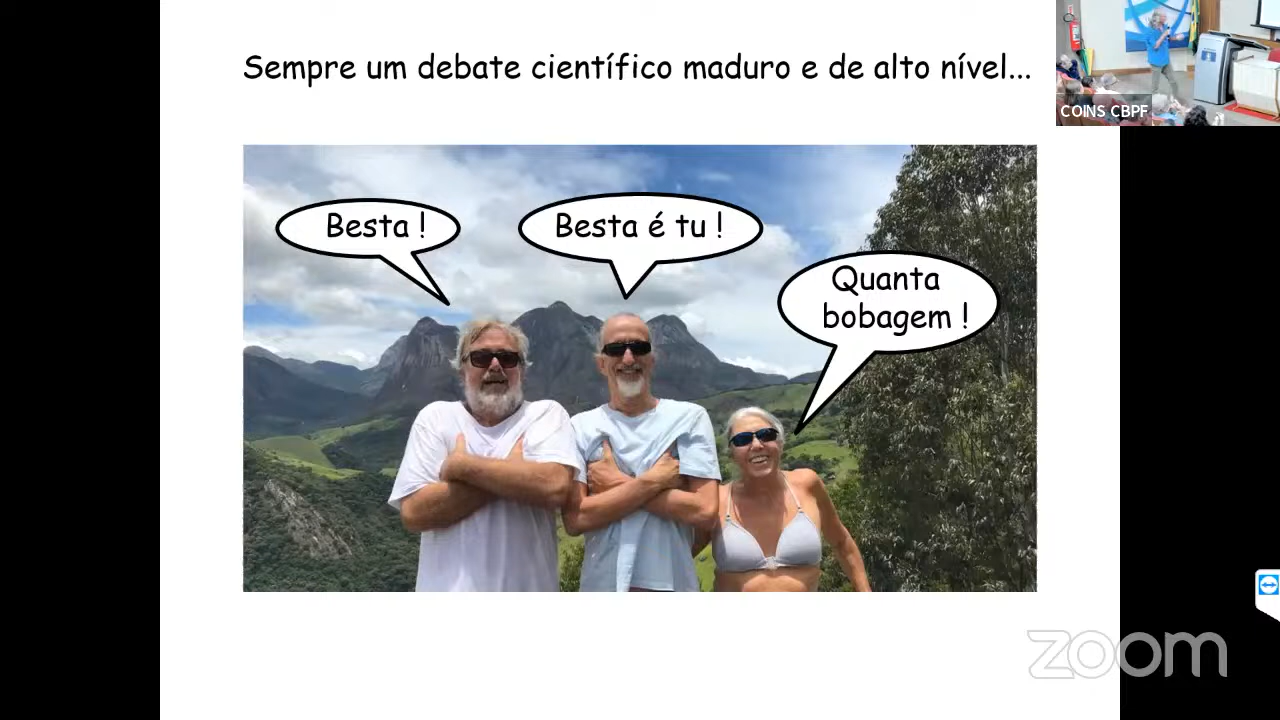 Sempre um debate científico maduro e de alto nível...
COINS CBPF
Besta !
Besta é tu !
Quanta
bobagem !
zoom